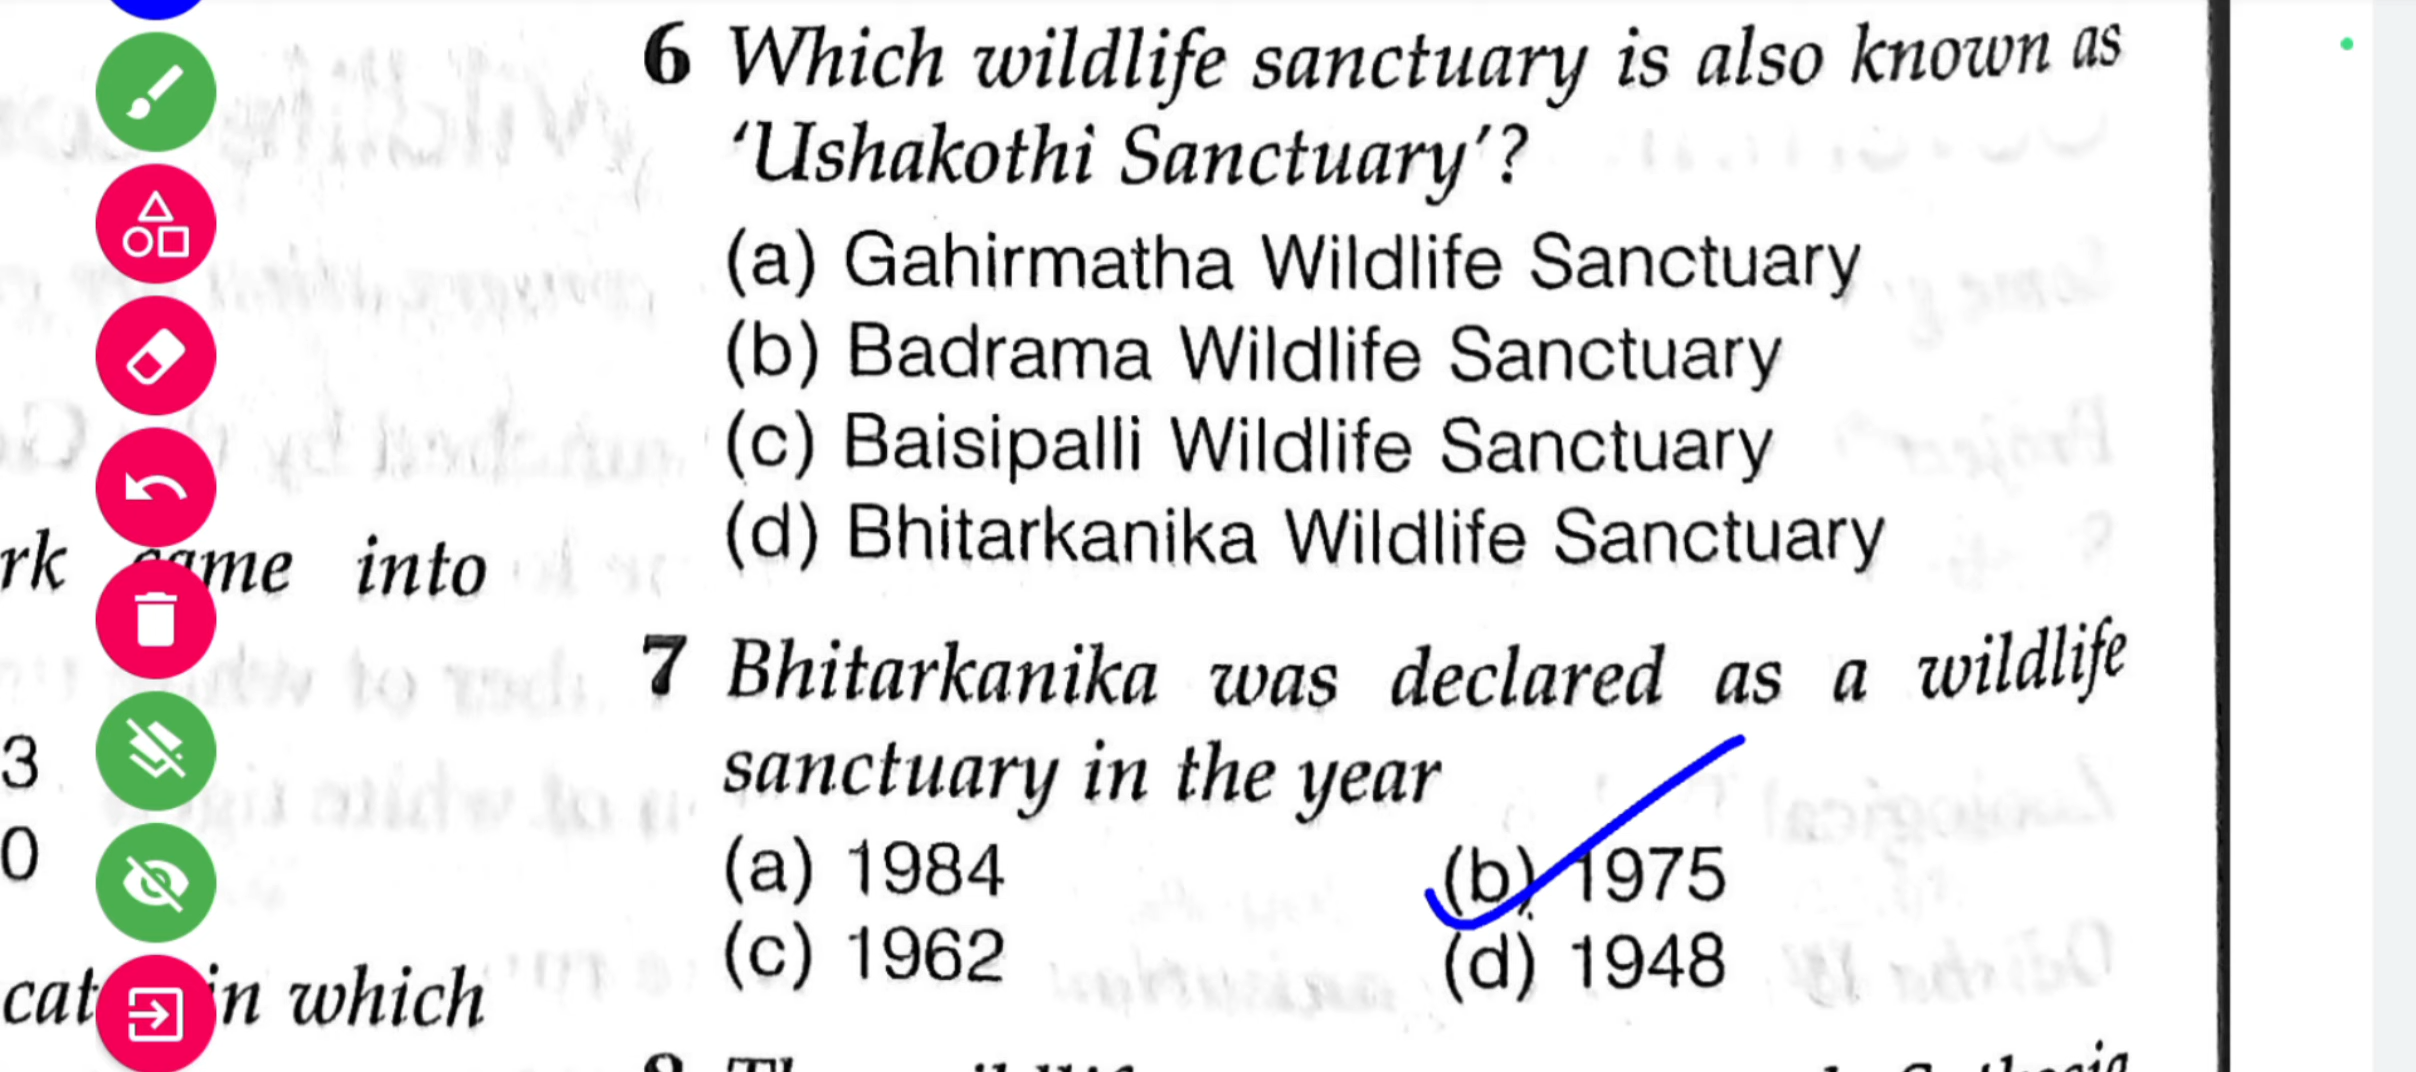 6 Which wildlife sanctuary is also known as
'Ushakothi Sanctuary'?
(a) Gahirmatha Wildlife Sanctuary
(b) Badrama Wildlife Sanctuary
(c) Baisipalli Wildlife Sanctuary
(d) Bhitarkanika Wildlife Sanctuary
7 Bhitarkanika was declared as a wildlife
sanctuary in the year
(a) 1984 (b) 1975
(c) 1962 (d) 1948
rk came into
3
0
in which